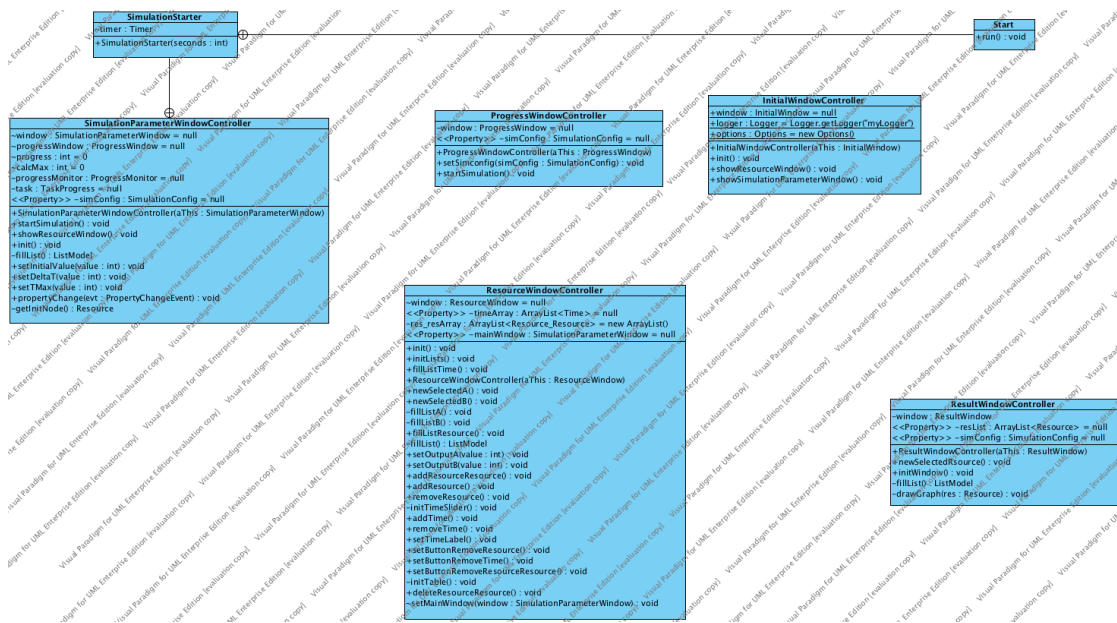 SimulationStarter
timer : Timer
+SimulationStarter(seconds : int)
Start
+run() : void
SimulationParameterWindowController
~window : SimulationParameterWindow = null
~progressWindow : ProgressWindow = null
~progress : int = 0
~calcMax : int = 0
~progressMonitor : ProgressMonitor = null
~task : TaskProgress = null
<<Property>> -simConfig : SimulationConfig = null
+SimulationParameterWindowController(aThis : SimulationParameterWindow)
+startSimulation() : void
+showResourceWindow() : void
+init() : void
-fillList() : ListModel
+setInitialValue(value : int) : void
+setDeltaT(value : int) : void
+setTMax(value : int) : void
+propertyChange(evt : PropertyChangeEvent) : void
-getInitNode() : Resource
ProgressWindowController
~window : ProgressWindow = null
<<Property>> -simConfig : SimulationConfig = null
+ProgressWindowController(aThis : ProgressWindow)
+setSimconfig(simConfig : SimulationConfig) : void
+startSimulation() : void
InitialWindowController
+window : InitialWindow = null
+logger : Logger = Logger.getLogger("myLogger")
+options : Options = new Options()
+InitialWindowController(aThis : InitialWindow)
+init() : void
+showResourceWindow() : void
+showSimulationParameterWindow() : void
ResourceWindowController
~window : ResourceWindow = null
<<Property>> -timeArray : ArrayList<Time> = null
-res_resArray : ArrayList<Resource_Resource> = new ArrayList()
<<Property>> -mainWindow : SimulationParameterWindow = null
+init() : void
+initLists() : void
+fillListTime() : void
+ResourceWindowController(aThis : ResourceWindow)
+newSelectedA() : void
+newSelectedB() : void
-fillListA() : void
-fillListB() : void
+fillListResource() : void
-fillList() : ListModel
+setOutputA(value : int) : void
+setOutputB(value : int) : void
+addResourceResource() : void
+addResource() : void
+removeResource() : void
-initTimeSlider() : void
+addTime() : void
+removeTime() : void
+setTimeLabel() : void
+setButtonRemoveResource() : void
+setButtonRemoveTime() : void
+setButtonRemoveResourceResource() : void
-initTable() : void
+deleteResourceResource() : void
~setMainWindow(window : SimulationParameterWindow) : void
ResultWindowController
~window : ResultWindow
<<Property>> -resList : ArrayList<Resource> = null
<<Property>> -simConfig : SimulationConfig = null
+ResultWindowController(aThis : ResultWindow)
+newSelectedRsource() : void
+initWindow() : void
-fillList() : ListModel
-drawGraph(res : Resource) : void
Visual Paradigm for UML Enterprise Edition [evaluation copy]